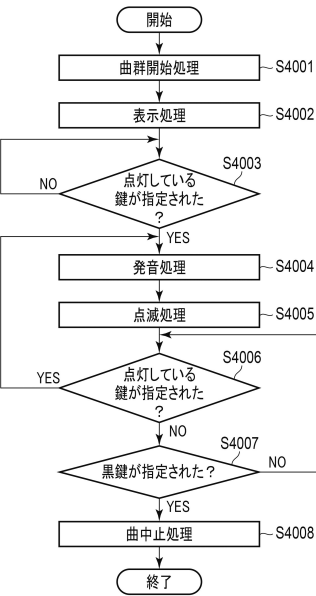 開始
曲群開始処理
S4001
表示処理
S4002
S4003
NO
点灯している
鍵が指定された
?
YES
発音処理
S4004
点滅処理
S4005
S4006
YES
点灯している
鍵が指定された
?
NO
S4007
黒鍵が指定された?
NO
YES
曲中止処理
S4008
終了